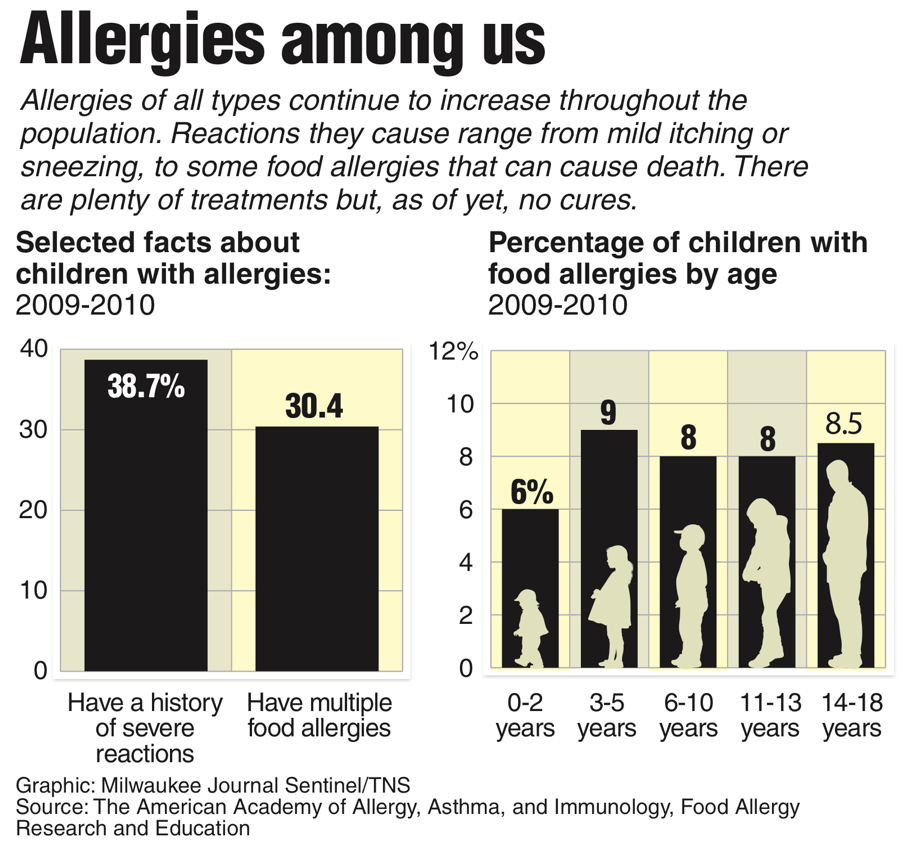 Allergies among us
Allergies of all types continue to increase throughout the
population. Reactions they cause range from mild itching or
sneezing, to some food allergies that can cause death. There
are plenty of treatments but, as of yet, no cures.
Selected facts about
children with allergies:
2009-2010
40
30
20
10
0
38.7%
30.4
Have a history
of severe
reactions
Have multiple
food allergies
Percentage of children with
food allergies by age
2009-2010
12%
10
8
6
4
2
0
6%
9
8
8
8.5
0-2
years
3-5
years
6-10
years
11-13
years
14-18
years
Graphic: Milwaukee Journal Sentinel/TNS
Source: The American Academy of Allergy, Asthma, and Immunology, Food Allergy
Research and Education